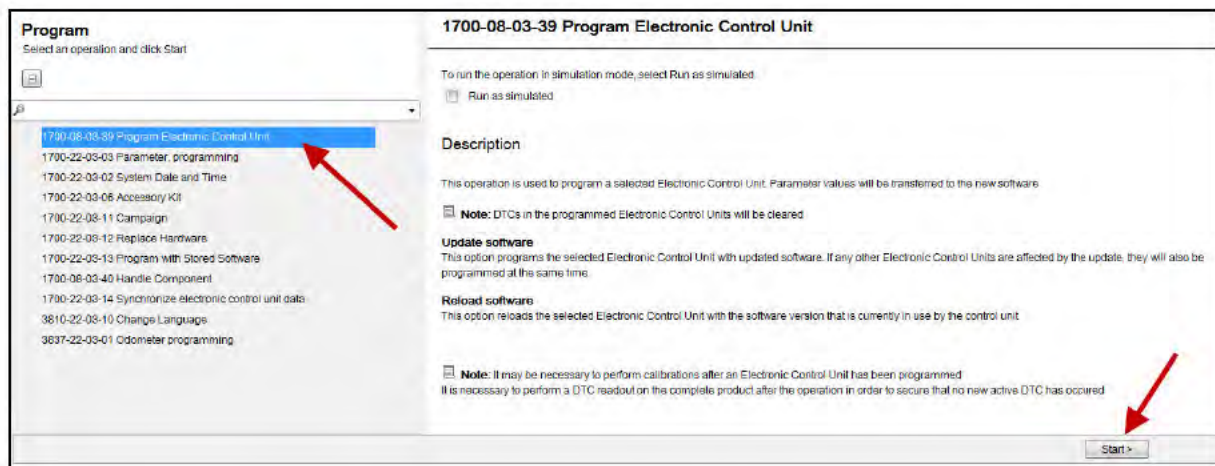 Program
Select an operation and click Start
1700-08-03-39 Program Electronic Control Unit
1700-22-03-03 Parameter, programming
1700-22-03-02 System Date and Time
1700-22-03-06 Accessory Kit
1700-22-03-11 Campaign
1700-22-03-12 Replace Hardware
1700-22-03-13 Program with Stored Software
1700-08-03-40 Handle Component
1700-22-03-14 Synchronize electronic control unit data
3810-22-03-10 Change Language
3837-22-03-01 Odometer programming
1700-08-03-39 Program Electronic Control Unit
To run the operation in simulation mode, select Run as simulated
Run as simulated
Description
This operation is used to program a selected Electronic Control Unit. Parameter values will be transferred to the new software
Note: DTCs in the programmed Electronic Control Units will be cleared
Update software
This option programs the selected Electronic Control Unit with updated software. If any other Electronic Control Units are affected by the update, they will also be
programmed at the same time.
Reload software
This option reloads the selected Electronic Control Unit with the software version that is currently in use by the control unit
Note: It may be necessary to perform calibrations after an Electronic Control Unit has been programmed
It is necessary to perform a DTC readout on the complete product after the operation in order to secure that no new active DTC has occured
Start >